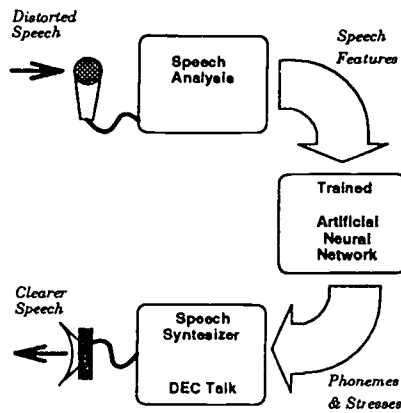 Distorted
Speech
Speech
Analysis
Speech
Features
Trained
Artificial
Neural
Network
Clearer
Speech
Speech
Syntesizer
DEC Talk
Phonemes
& Stresses